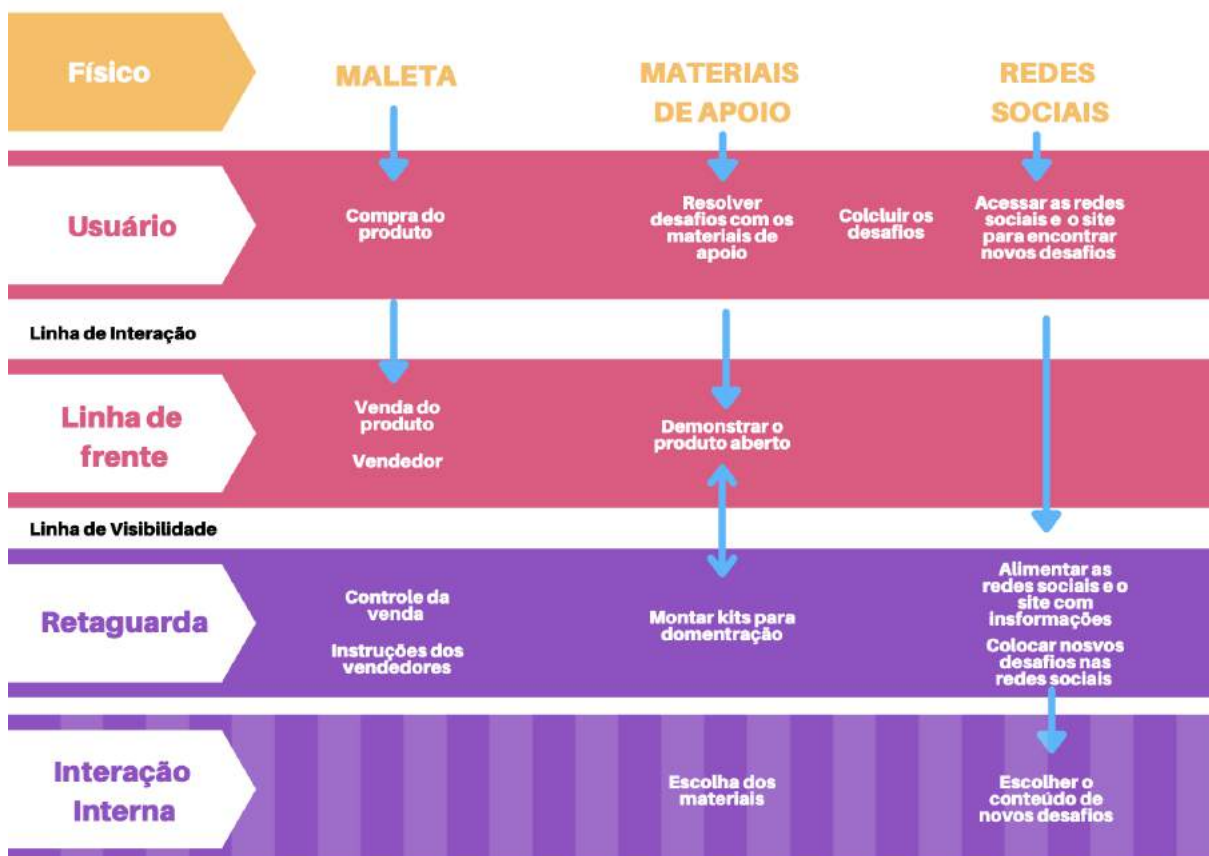 Físico
MALETA
MATERIAIS
DE APOIO
REDES
SOCIAIS
Usuário
Compra do
produto
Resolver
desafios com os
materiais de
apoio
Colcluir os
desafios
Acessar as redes
sociais e o site
para encontrar
novos desafios
Linha de Interação
Linha de
frente
Venda do
produto
Vendedor
Demonstrar o
produto aberto
Linha de Visibilidade
Retaguarda
Controle da
venda
Instruções dos
vendedores
Montar kits para
domentração
Alimentar as
redes sociais e o
site com
insformações
Colocar nosvos
desafios nas
redes sociais
Interação
Interna
Escolha dos
materiais
Escolher o
conteúdo de
novos desafios